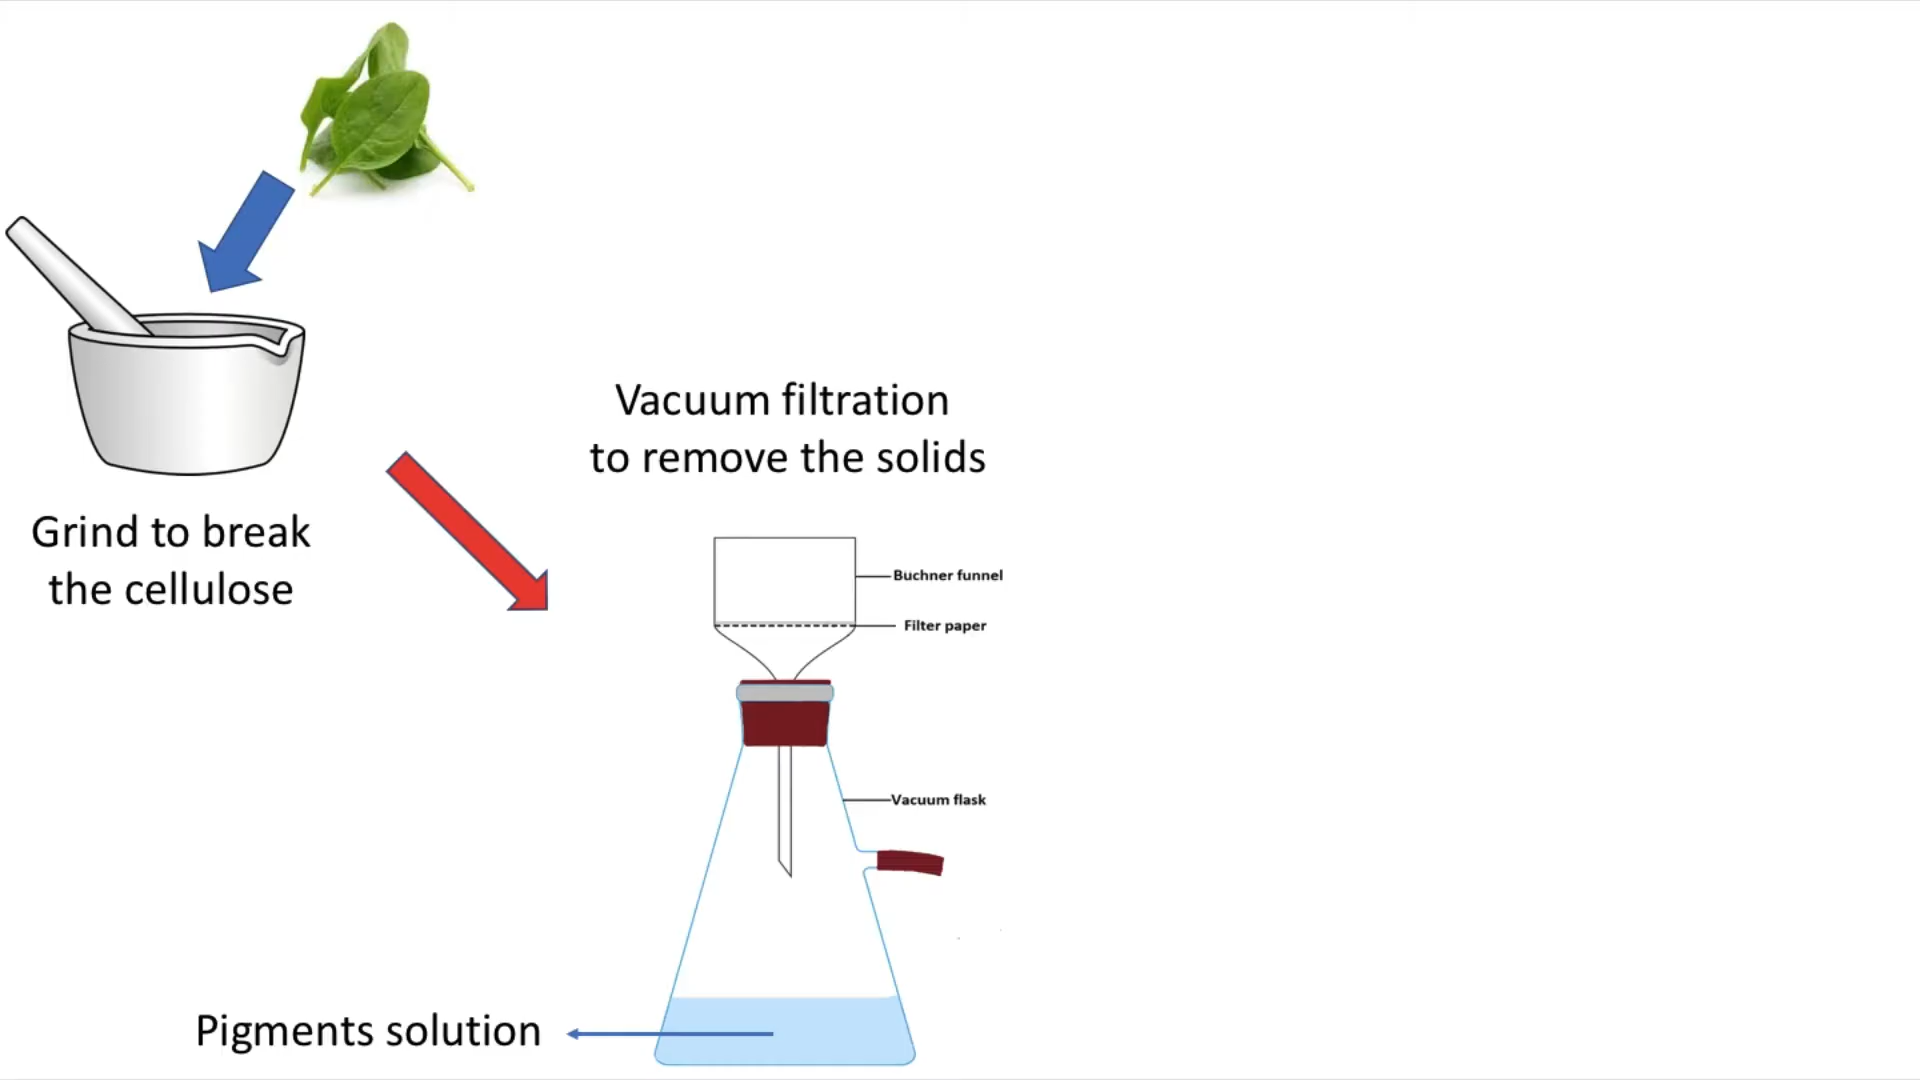 Vacuum filtration
to remove the solids
Grind to break
the cellulose
Buchner funnel
Filter paper
Vacuum flask
Pigments solution